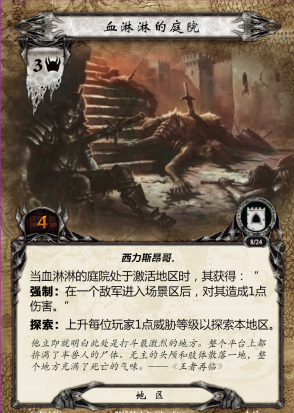 血淋淋的庭院
3
4
8/24
西力斯昂哥.
当血淋淋的庭院处于激活地区时，其获得：“
强制：在一个敌军进入场景区后，对其造成1点
伤害。”
探索：上升每位玩家1点威胁等级以探索本地区。
他立即就明白此处是打斗最激烈的地方。整个平台上都
挤满了半兽人的尸体、无主的头颅和肢体散落一地，整
个地方充满了死亡的气味。——《王者再临》
地 区